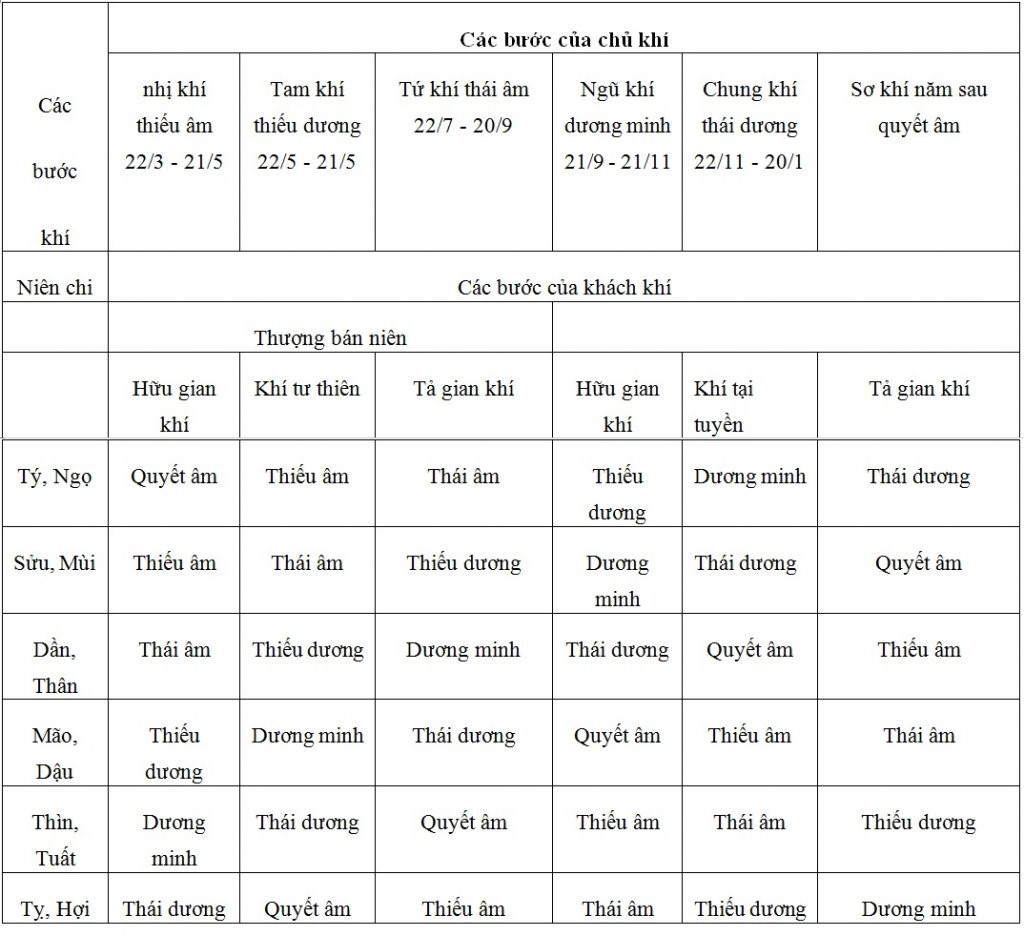 Các bước của chủ khí
Các
bước
khí
nhị khí
thiếu âm
22/3 - 21/5
Tam khí
thiếu dương
22/5 - 21/5
Tứ khí thái âm
22/7 - 20/9
Ngũ khí
dương minh
21/9 - 21/11
Chung khí
thái dương
22/11 - 20/1
Sơ khí năm sau
quyết âm
Niên chi
Các bước của khách khí
Thượng bán niên
Hữu gian
khí
Khí tư thiên
Tả gian khí
Hữu gian
khí
Khí tại
tuyền
Tả gian khí
Tý, Ngọ
Quyết âm
Thiếu âm
Thái âm
Thiếu
dương
Dương minh
Thái dương
Sửu, Mùi
Thiếu âm
Thái âm
Thiếu dương
Dương
minh
Thái dương
Quyết âm
Dần,
Thân
Thái âm
Thiếu dương
Dương minh
Thái dương
Quyết âm
Thiếu âm
Mão,
Dậu
Thiếu
dương
Dương minh
Thái dương
Quyết âm
Thiếu âm
Thái âm
Thìn,
Tuất
Dương
minh
Thái dương
Quyết âm
Thiếu âm
Thái âm
Thiếu dương
Tỵ, Hợi
Thái dương
Quyết âm
Thiếu âm
Thái âm
Thiếu dương
Dương minh